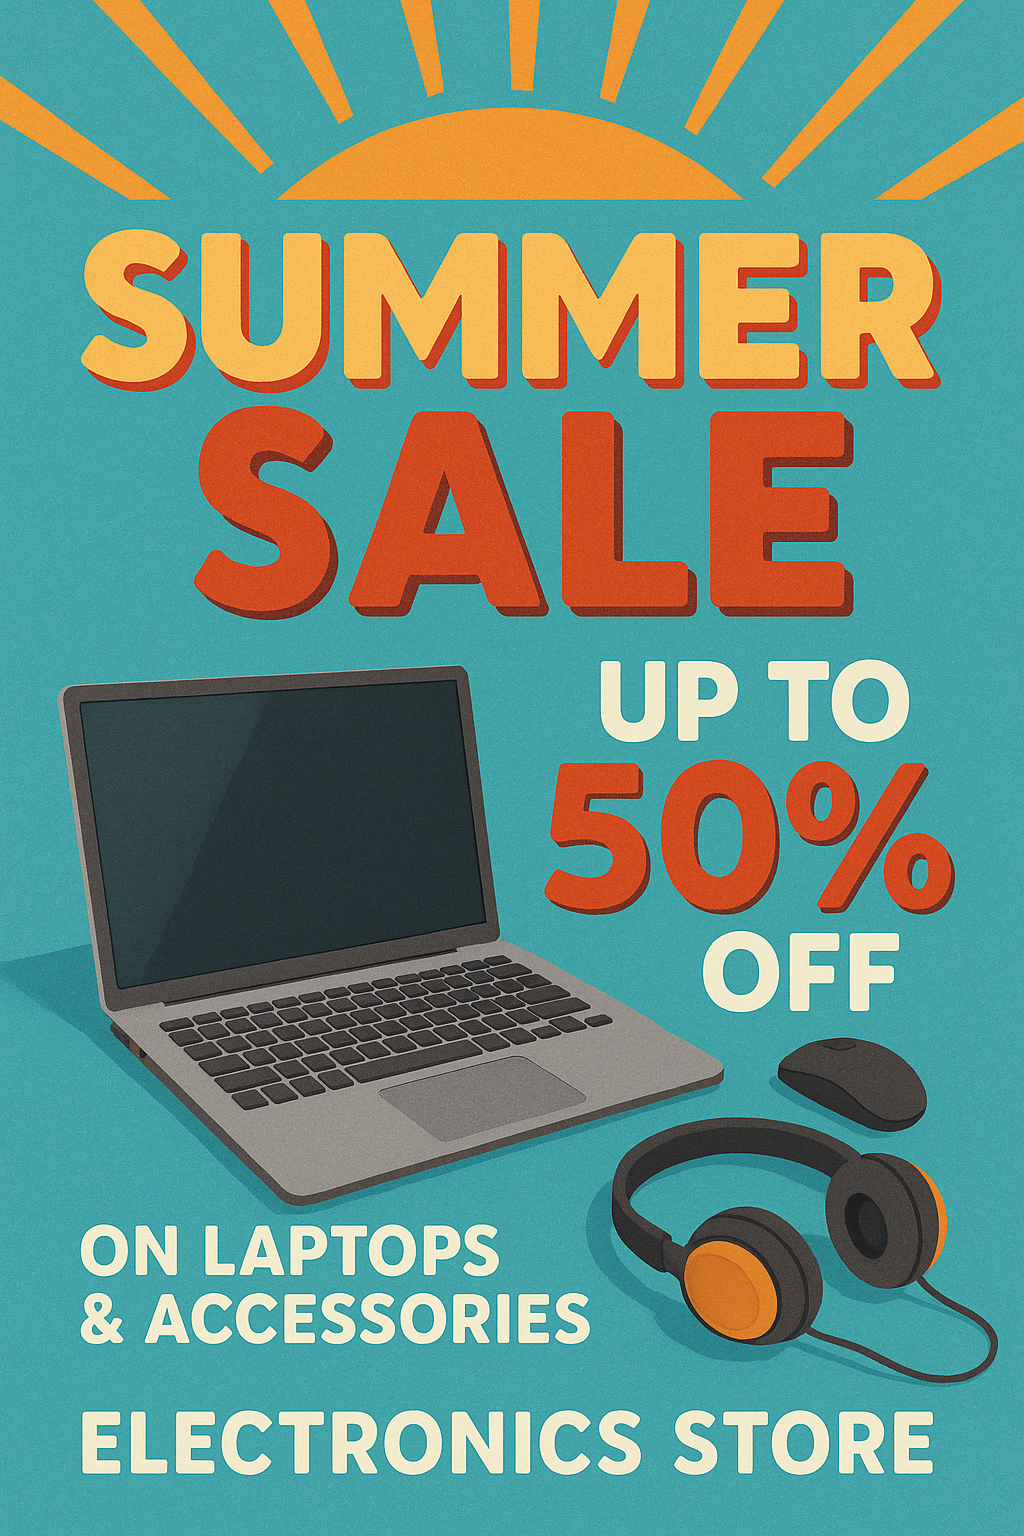 SUMMER
SALE
UP TO
50%
OFF
ON LAPTOPS
& ACCESSORIES
ELECTRONICS STORE